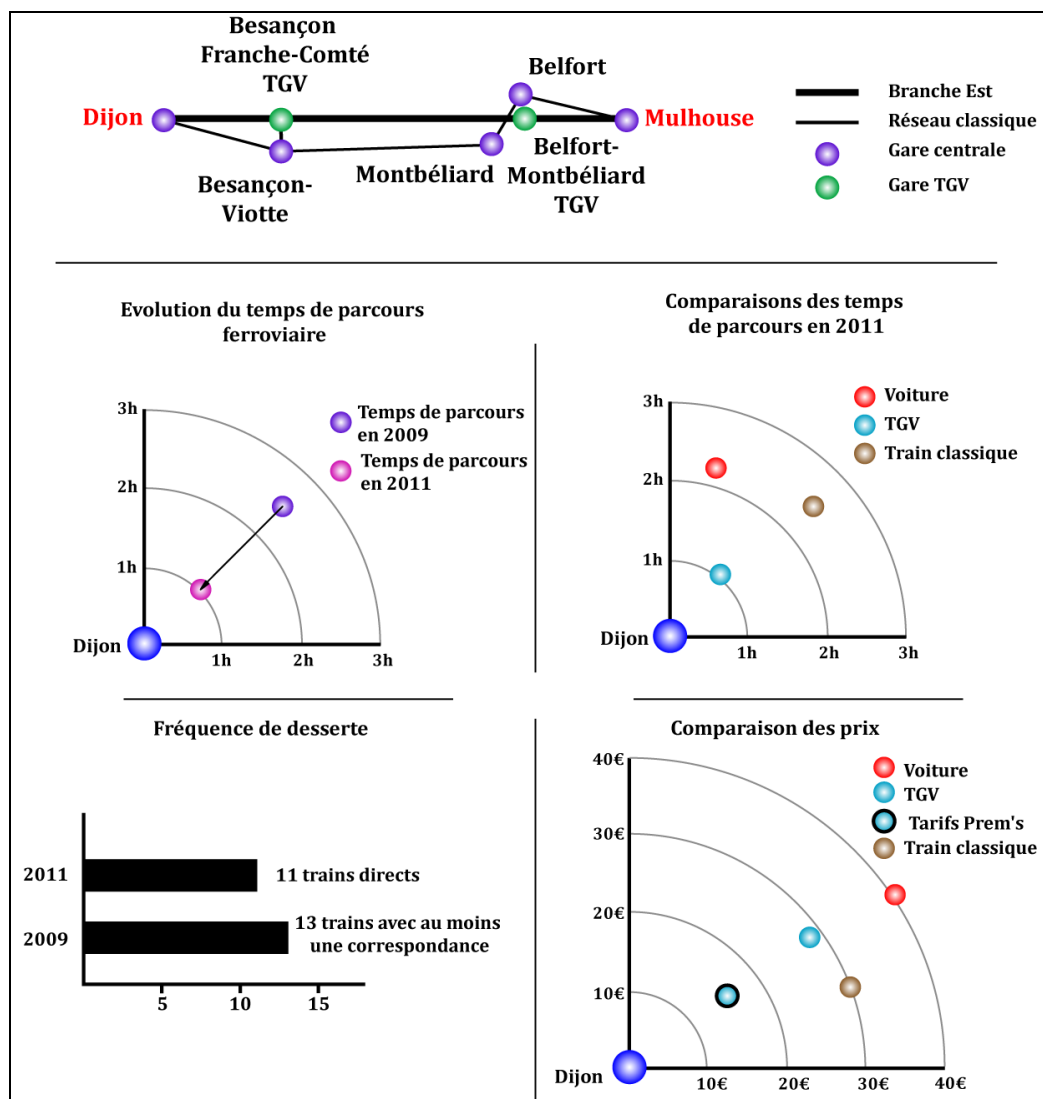 Besançon
Franche-Comté
TGV
Belfort
Dijon
Mulhouse
Besançon-
Viotte
Montbéliard
Belfort-
Montbéliard
TGV
Branche Est
Réseau classique
Gare centrale
Gare TGV
Evolution du temps de parcours
ferroviaire
3h
2h
1h
Dijon
1h
2h
3h
Temps de parcours
en 2009
Temps de parcours
en 2011
Comparaisons des temps
de parcours en 2011
3h
2h
1h
Dijon
1h
2h
3h
Voiture
TGV
Train classique
Fréquence de desserte
2011
11 trains directs
2009
13 trains avec au moins
une correspondance
5
10
15
Comparaison des prix
40€
30€
20€
10€
Dijon
10€
20€
30€
40€
Voiture
TGV
Tarifs Prem's
Train classique